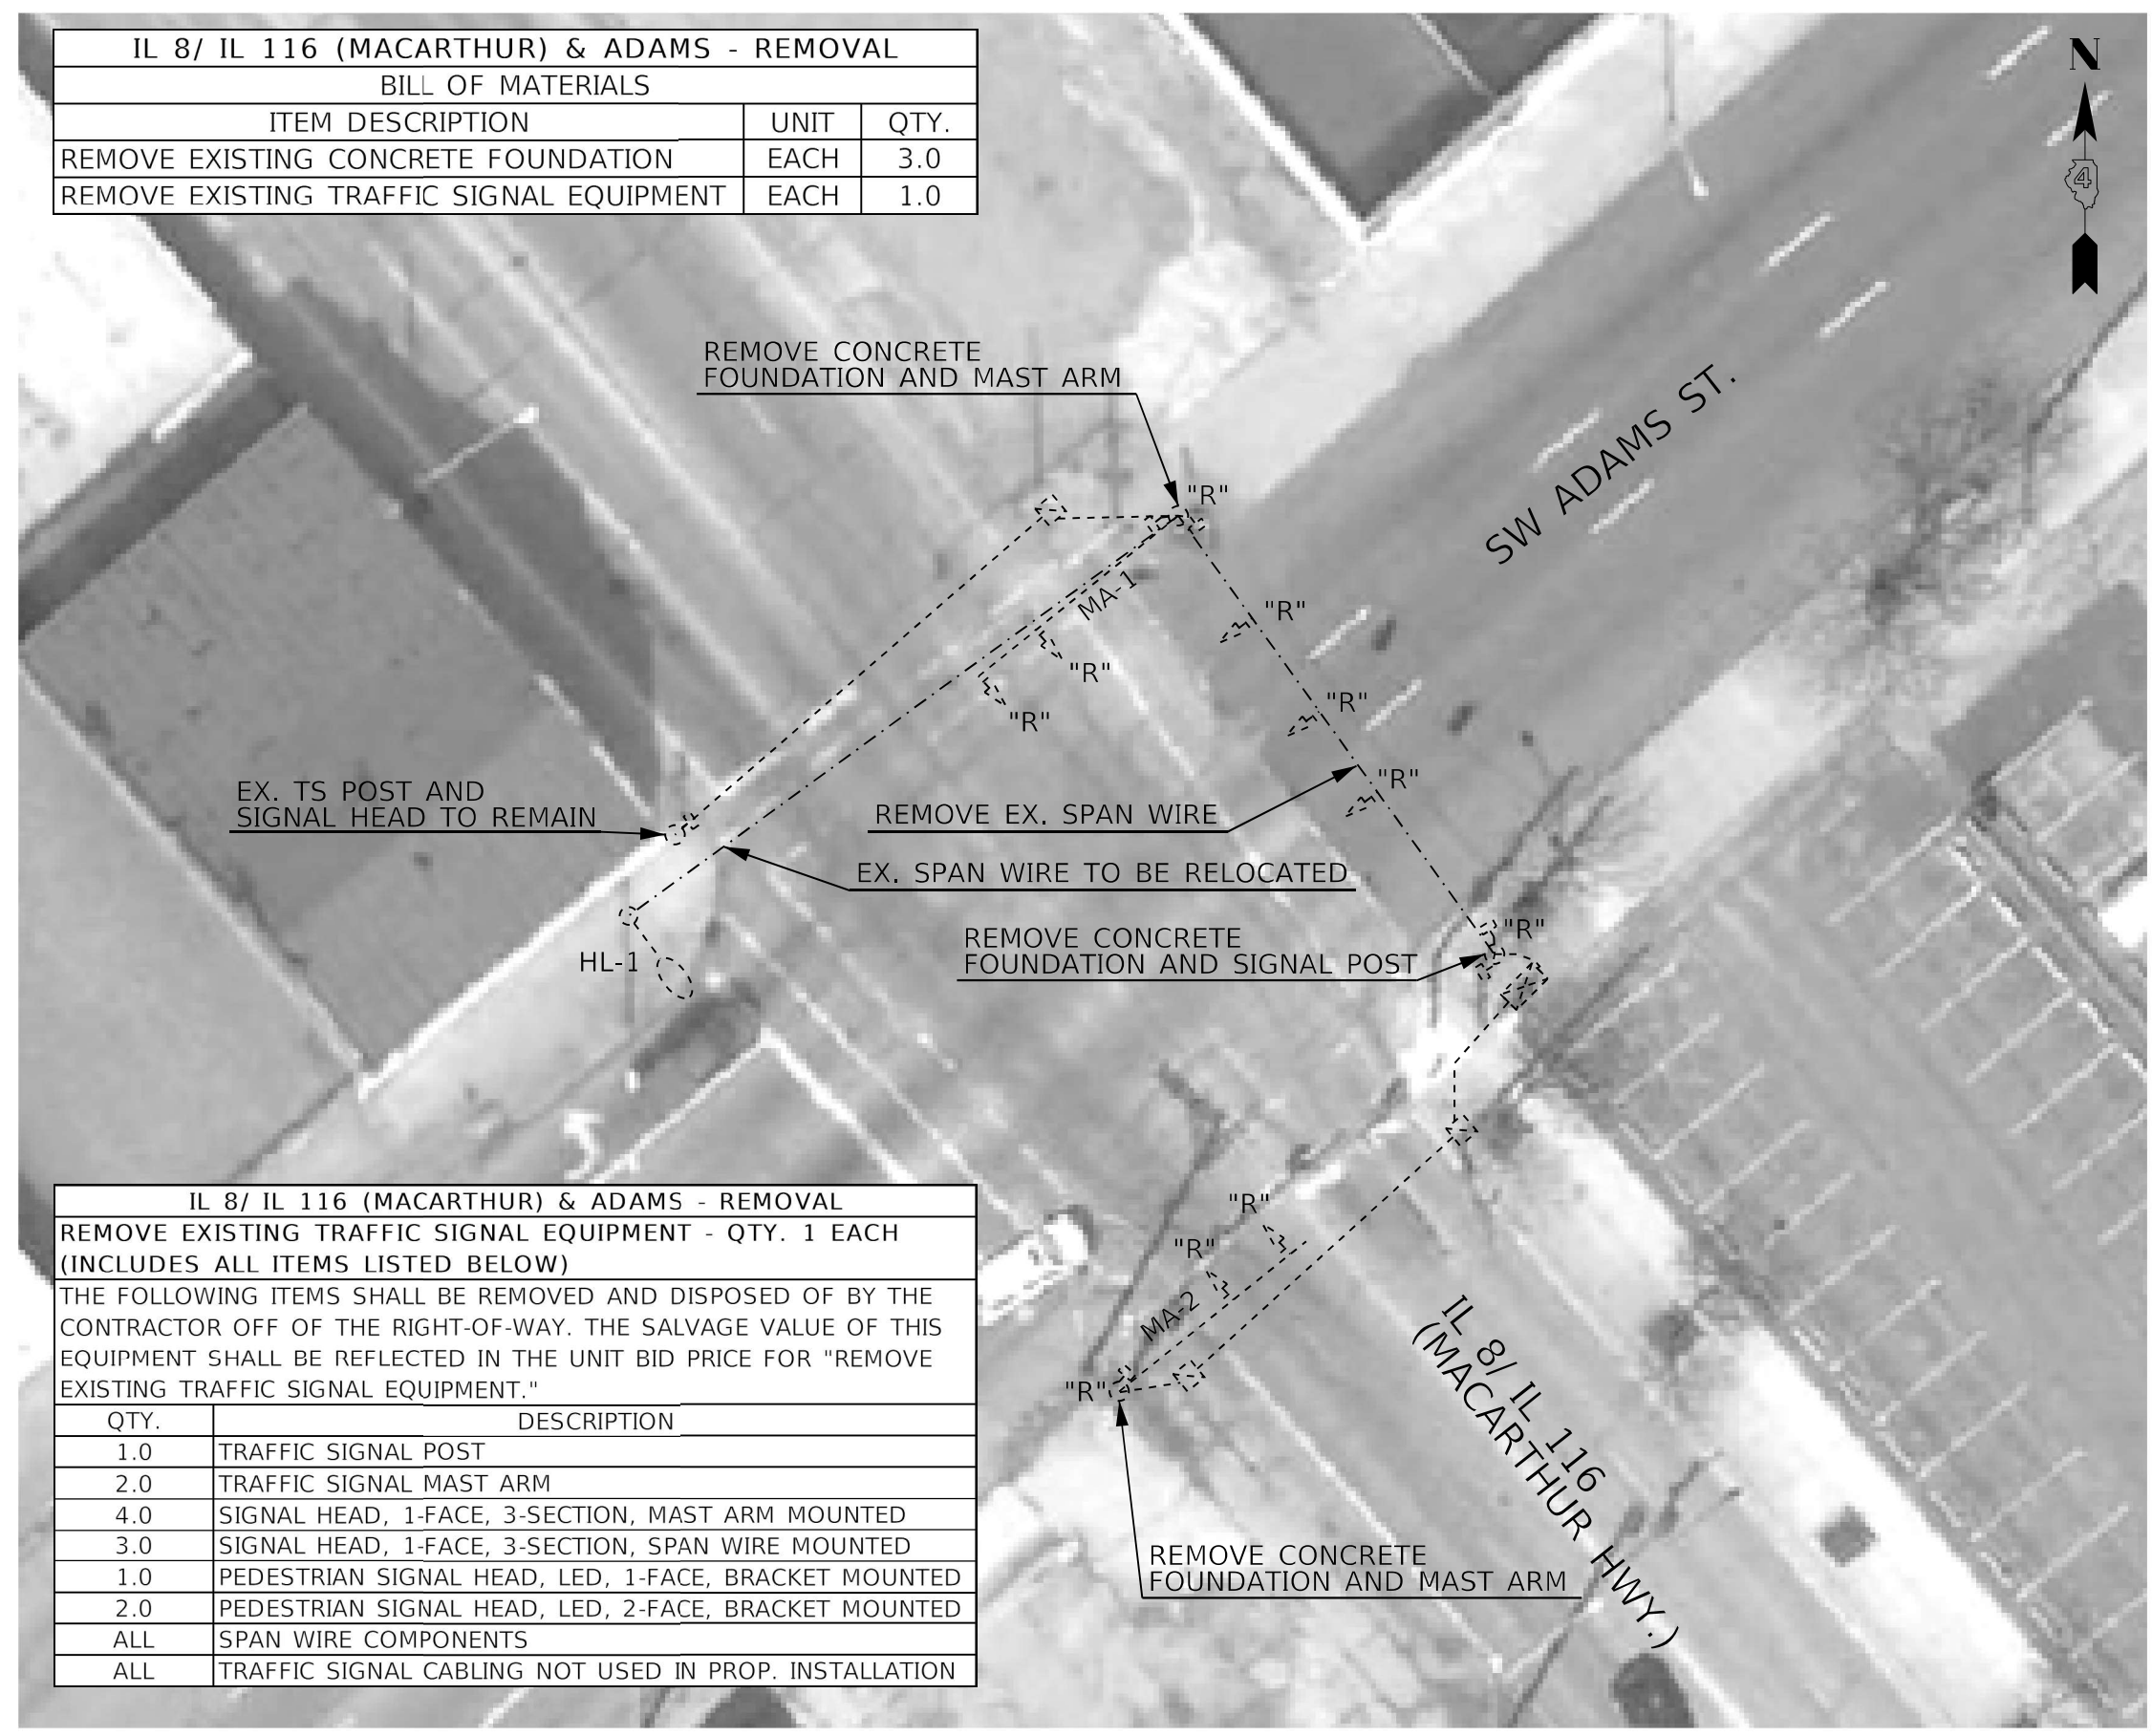 IL 8/ IL 116 (MACARTHUR) & ADAMS - REMOVAL
BILL OF MATERIALS
ITEM DESCRIPTION UNIT QTY.
REMOVE EXISTING CONCRETE FOUNDATION EACH 3.0
REMOVE EXISTING TRAFFIC SIGNAL EQUIPMENT EACH 1.0
N
4
REMOVE CONCRETE
FOUNDATION AND MAST ARM
"R"
SW ADAMS ST.
MA-1
"R"
"R"
"R"
"R"
"R"
EX. TS POST AND
SIGNAL HEAD TO REMAIN
REMOVE EX. SPAN WIRE
EX. SPAN WIRE TO BE RELOCATED
HL-1
REMOVE CONCRETE
FOUNDATION AND SIGNAL POST
"R"
"R"
"R"
MA-2
"R"
IL 8/ IL 116
(MACARTHUR HWY.)
REMOVE CONCRETE
FOUNDATION AND MAST ARM
IL 8/ IL 116 (MACARTHUR) & ADAMS - REMOVAL
REMOVE EXISTING TRAFFIC SIGNAL EQUIPMENT - QTY. 1 EACH
(INCLUDES ALL ITEMS LISTED BELOW)
THE FOLLOWING ITEMS SHALL BE REMOVED AND DISPOSED OF BY THE
CONTRACTOR OFF OF THE RIGHT-OF-WAY. THE SALVAGE VALUE OF THIS
EQUIPMENT SHALL BE REFLECTED IN THE UNIT BID PRICE FOR "REMOVE
EXISTING TRAFFIC SIGNAL EQUIPMENT."
QTY. DESCRIPTION
1.0 TRAFFIC SIGNAL POST
2.0 TRAFFIC SIGNAL MAST ARM
4.0 SIGNAL HEAD, 1-FACE, 3-SECTION, MAST ARM MOUNTED
3.0 SIGNAL HEAD, 1-FACE, 3-SECTION, SPAN WIRE MOUNTED
1.0 PEDESTRIAN SIGNAL HEAD, LED, 1-FACE, BRACKET MOUNTED
2.0 PEDESTRIAN SIGNAL HEAD, LED, 2-FACE, BRACKET MOUNTED
ALL SPAN WIRE COMPONENTS
ALL TRAFFIC SIGNAL CABLING NOT USED IN PROP. INSTALLATION